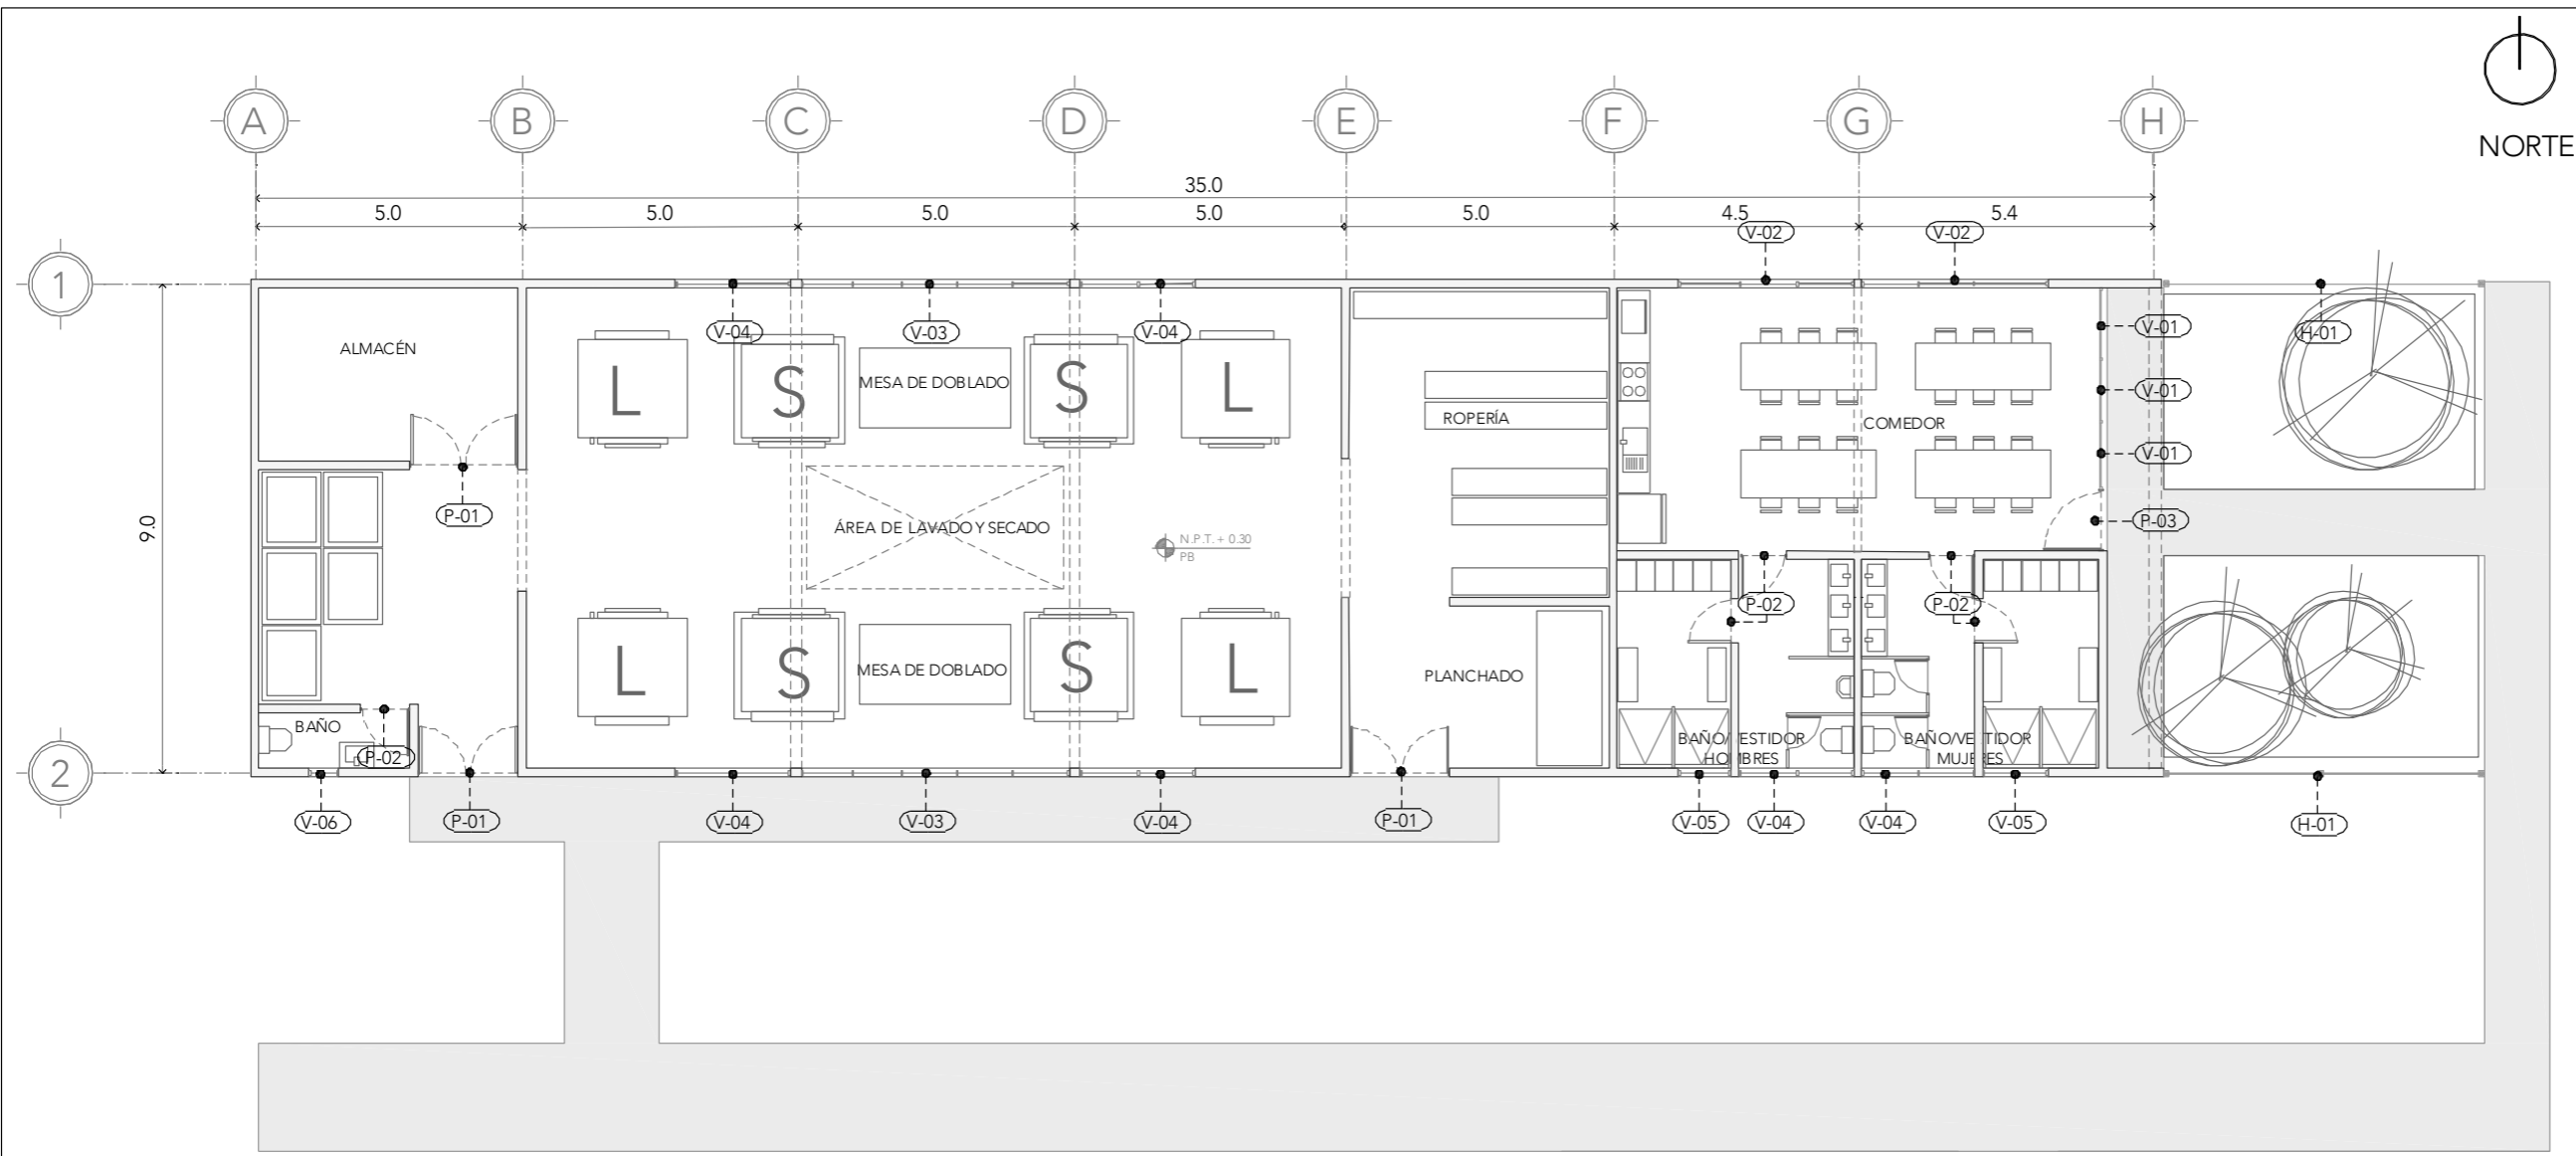 NORTE
A B C D E F G H
35.0
5.0 5.0 5.0 5.0 5.0 4.5 5.4
V-02 V-02
1
V-04 V-03 V-04
H-01
V-01
ALMACÉN
MESA DE DOBLADO
L S S L
V-01
ROPERÍA
COMEDOR
V-01
P-01
9.0
ÁREA DE LAVADO Y SECADO
P-03
N.P.T. + 0.30
PB
P-02 P-02
L S S L
MESA DE DOBLADO
PLANCHADO
BAÑO
P-02
BAÑO/VESTIDOR
HOMBRES
BAÑO/VESTIDOR
MUJERES
2
V-06 P-01 V-04 V-03 V-04 P-01 V-05 V-04 V-04 V-05 H-01